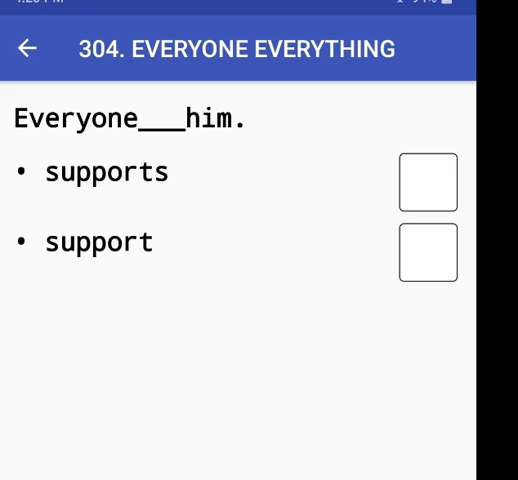 304. EVERYONE EVERYTHING
Everyone___him.
• supports
• support